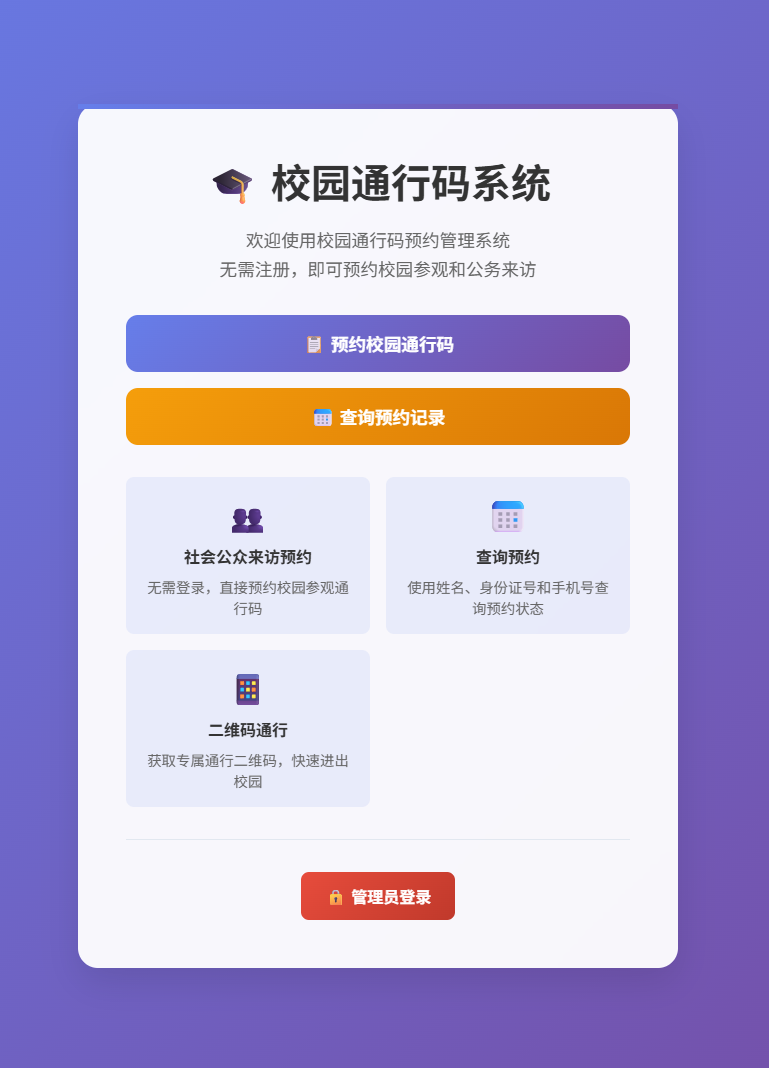 校园通行码系统
欢迎使用校园通行码预约管理系统
无需注册，即可预约校园参观和公务来访
预约校园通行码
查询预约记录
社会公众来访预约
无需登录，直接预约校园参观通
行码
查询预约
使用姓名、身份证号和手机号查
询预约状态
二维码通行
获取专属通行二维码，快速进出
校园
管理员登录